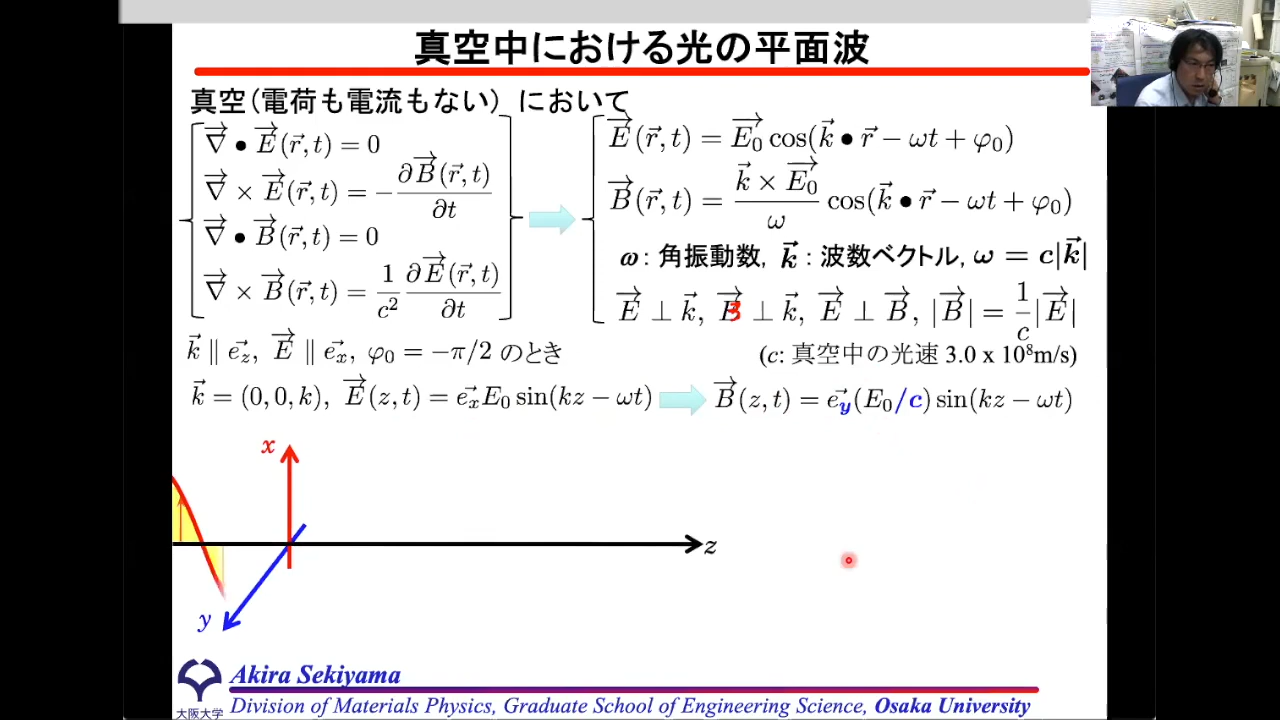 真空中における光の平面波
真空(電荷も電流もない) において
∇⃗ • E⃗(r⃗, t) = 0
∇⃗ × E⃗(r⃗, t) = −∂B⃗(r⃗, t)/∂t
∇⃗ • B⃗(r⃗, t) = 0
∇⃗ × B⃗(r⃗, t) = 1/c² ∂E⃗(r⃗, t)/∂t
E⃗(r⃗, t) = E₀⃗ cos(k⃗ • r⃗ − ωt + φ₀)
B⃗(r⃗, t) = k⃗ × E₀⃗/ω cos(k⃗ • r⃗ − ωt + φ₀)
ω : 角振動数, k⃗ : 波数ベクトル, ω = c|k⃗|
E⃗ ⊥ k⃗, B⃗ ⊥ k⃗, E⃗ ⊥ B⃗, |B⃗| = 1/c |E⃗|
(c: 真空中の光速 3.0 x 10⁸m/s)
k⃗ ∥ e_z⃗, E⃗ ∥ e_x⃗, φ₀ = −π/2 のとき
k⃗ = (0, 0, k), E⃗(z, t) = e_x⃗E₀ sin(kz − ωt)
B⃗(z, t) = e_y⃗(E₀/c) sin(kz − ωt)
x
z
y
大阪大学
Akira Sekiyama
Division of Materials Physics, Graduate School of Engineering Science, Osaka University